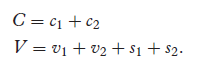 C = c₁ + c₂
V = v₁ + v₂ + s₁ + s₂.